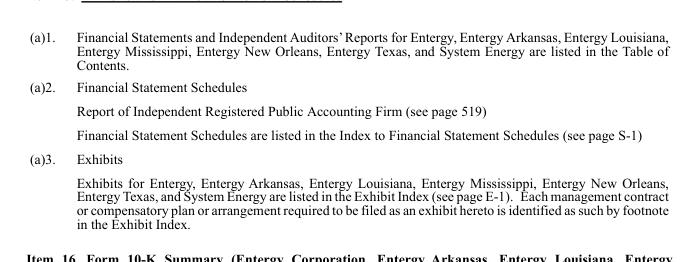 (a)1. Financial Statements and Independent Auditors' Reports for Entergy, Entergy Arkansas, Entergy Louisiana,
Entergy Mississippi, Entergy New Orleans, Entergy Texas, and System Energy are listed in the Table of
Contents.
(a)2. Financial Statement Schedules
Report of Independent Registered Public Accounting Firm (see page 519)
Financial Statement Schedules are listed in the Index to Financial Statement Schedules (see page S-1)
(a)3. Exhibits
Exhibits for Entergy, Entergy Arkansas, Entergy Louisiana, Entergy Mississippi, Entergy New Orleans,
Entergy Texas, and System Energy are listed in the Exhibit Index (see page E-1). Each management contract
or compensatory plan or arrangement required to be filed as an exhibit hereto is identified as such by footnote
in the Exhibit Index.
Item 16. Form 10-K Summary (Entergy Corporation, Entergy Arkansas, Entergy Louisiana, Entergy